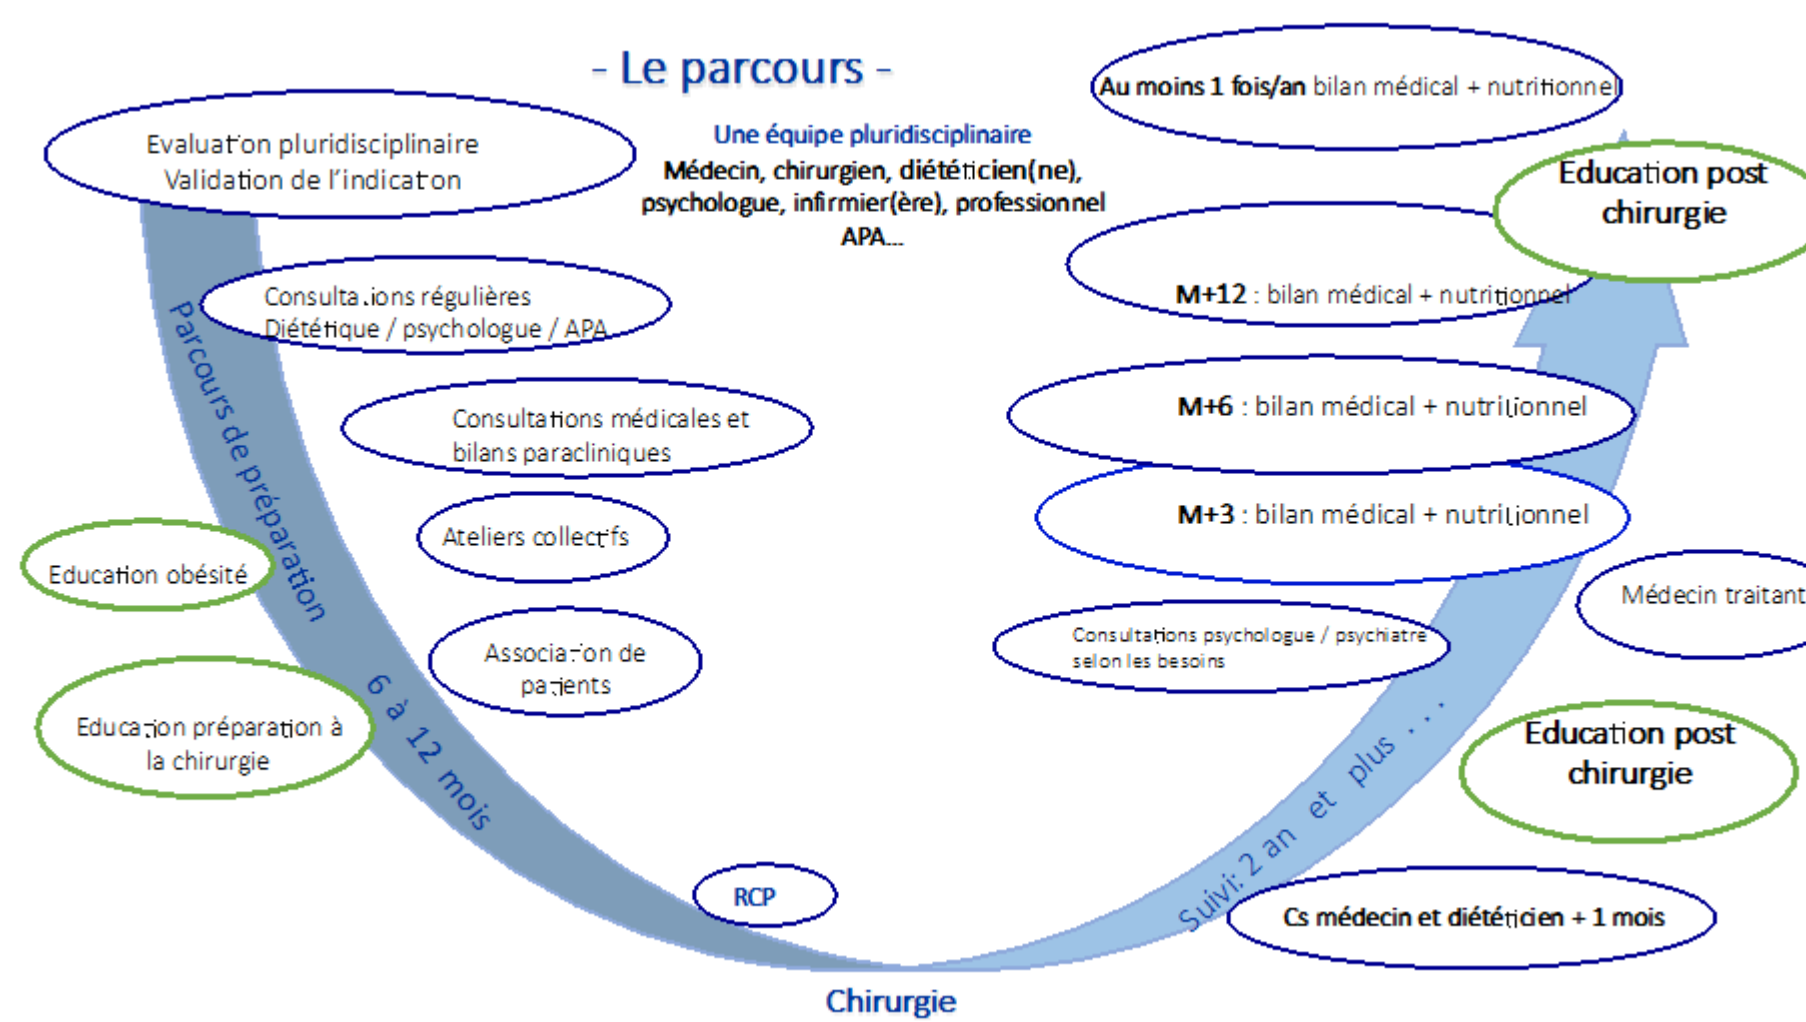 - Le parcours -
Une équipe pluridisciplinaire
Médecin, chirurgien, diététicien(ne),
psychologue, infirmier(ère), professionnel
APA...
Evaluation pluridisciplinaire
Validation de l'indication
Consultations régulières
Diététique / psychologue / APA
Consultations médicales et
bilans paracliniques
Ateliers collectifs
Association de
patients
Parcours de préparation
6 à 12 mois
Education obésité
Education préparation à
la chirurgie
RCP
Chirurgie
Suivi: 2 an et plus ...
Cs médecin et diététicien + 1 mois
Education post
chirurgie
Médecin traitant
Consultations psychologue / psychiatre
selon les besoins
M+3 : bilan médical + nutritionnel
M+6 : bilan médical + nutritionnel
M+12 : bilan médical + nutritionnel
Education post
chirurgie
Au moins 1 fois/an bilan médical + nutritionnel